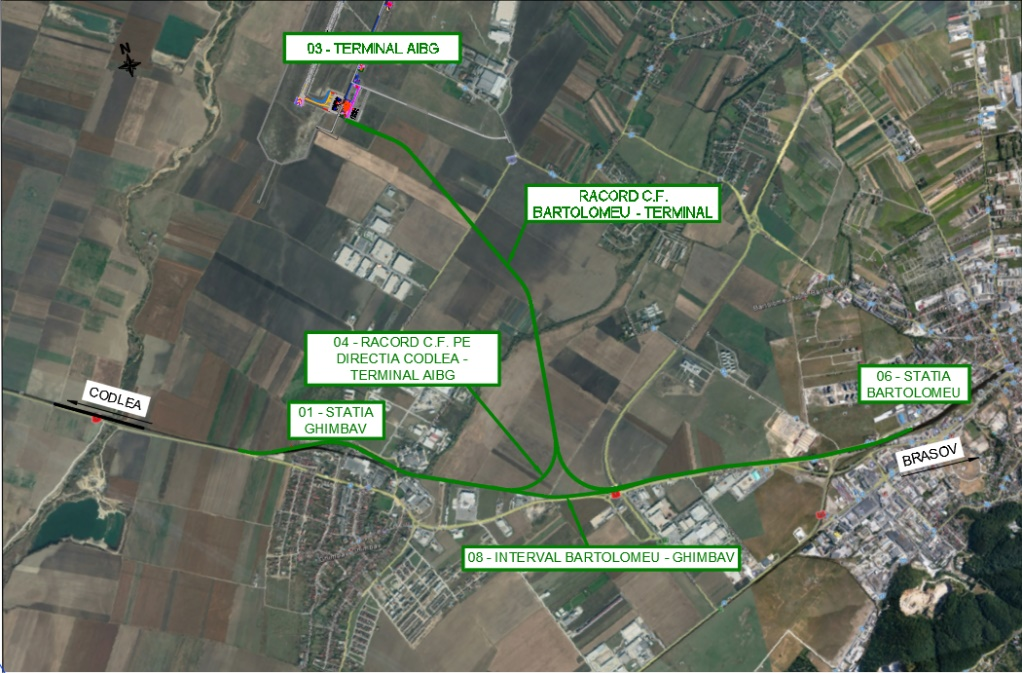 N
03 - TERMINAL AIBG
RACORD C.F.
BARTOLOMEU - TERMINAL
04 - RACORD C.F. PE
DIRECTIA CODLEA -
TERMINAL AIBG
06 - STATIA
BARTOLOMEU
CODLEA
01 - STATIA
GHIMBAV
BRASOV
08 - INTERVAL BARTOLOMEU - GHIMBAV